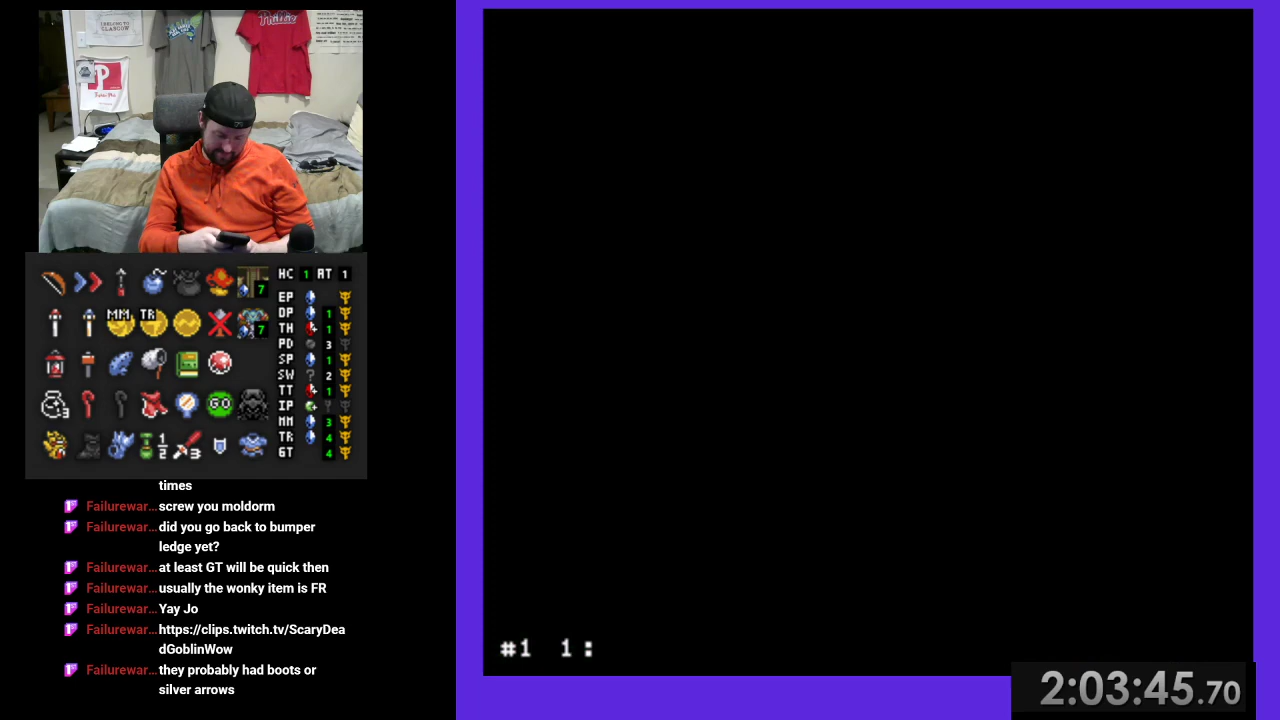 I BELONG TO
GLASGOW
Phillies
P
HC 1 AT 1
7
EP
DP 1
MM TR
TH 1
7
PD 3
SP 1
SW ? 2
TT 1
GO
3
IP
MM 3
TR 4
1/2 3
GT 4
times
Failurewar... screw you moldorm
Failurewar... did you go back to bumper
ledge yet?
Failurewar... at least GT will be quick then
Failurewar... usually the wonky item is FR
Failurewar... Yay Jo
Failurewar... https://clips.twitch.tv/ScaryDea
dGoblinWow
Failurewar... they probably had boots or
silver arrows
#1 1:
2:03:45.70